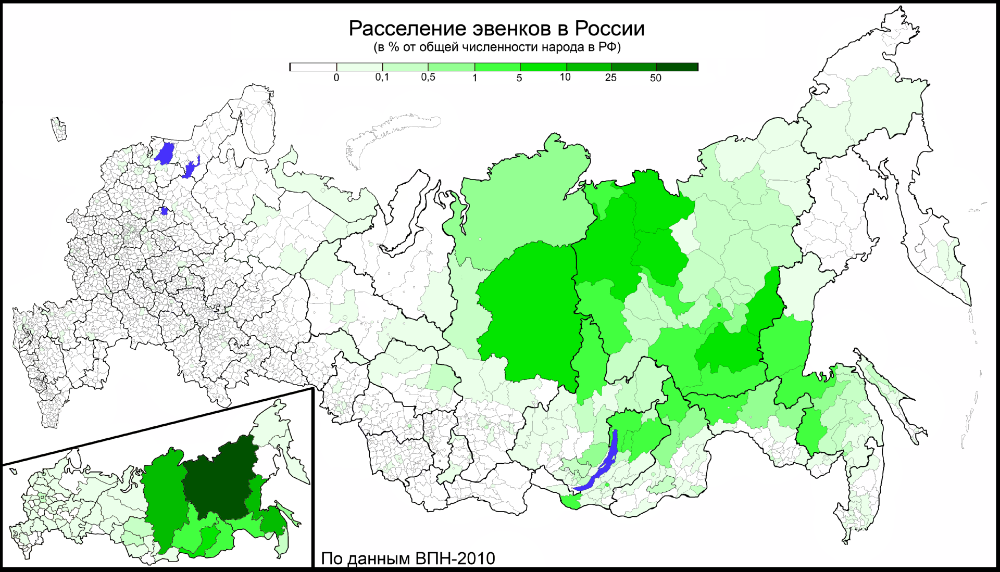 Расселение эвенков в России
(в % от общей численности народа в РФ)
0 0,1 0,5 1 5 10 25 50
По данным ВПН-2010